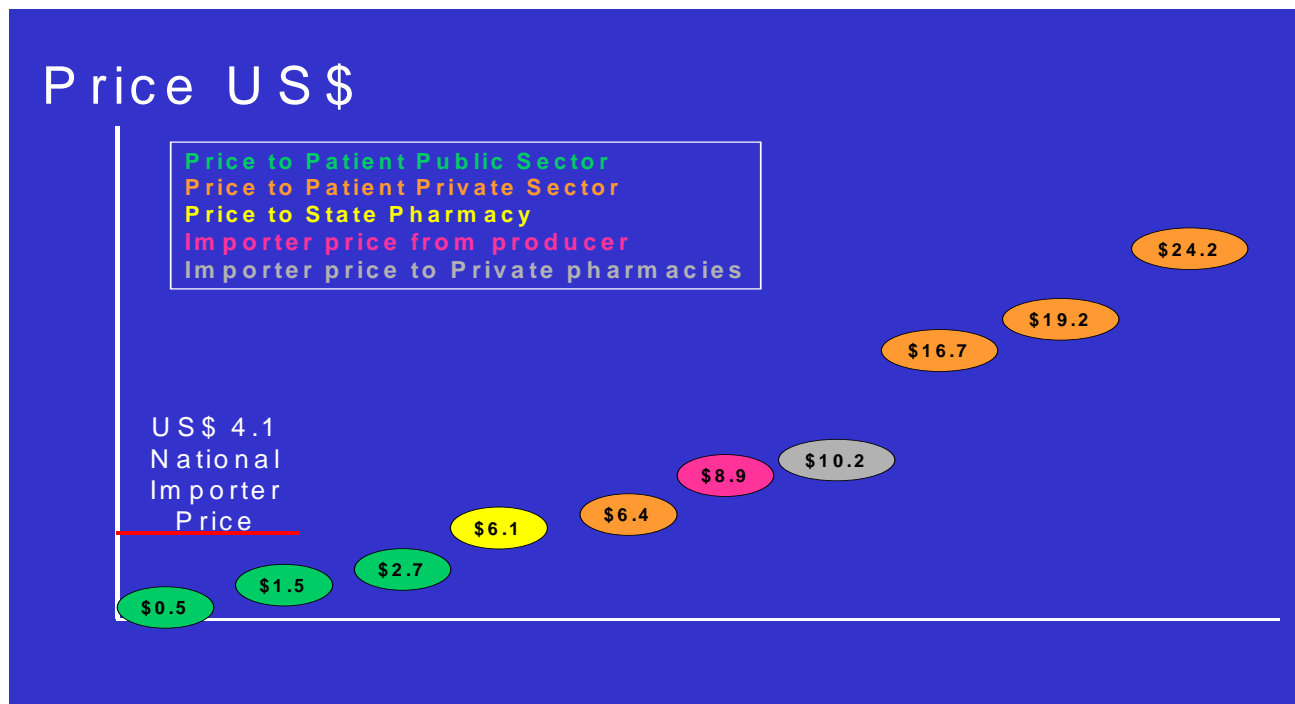 Price US$
Price to Patient Public Sector
Price to Patient Private Sector
Price to State Pharmacy
Importer price from producer
Importer price to Private pharmacies
$24.2
$19.2
$16.7
US$ 4.1
National
Importer
Price
$10.2
$8.9
$6.4
$6.1
$2.7
$1.5
$0.5